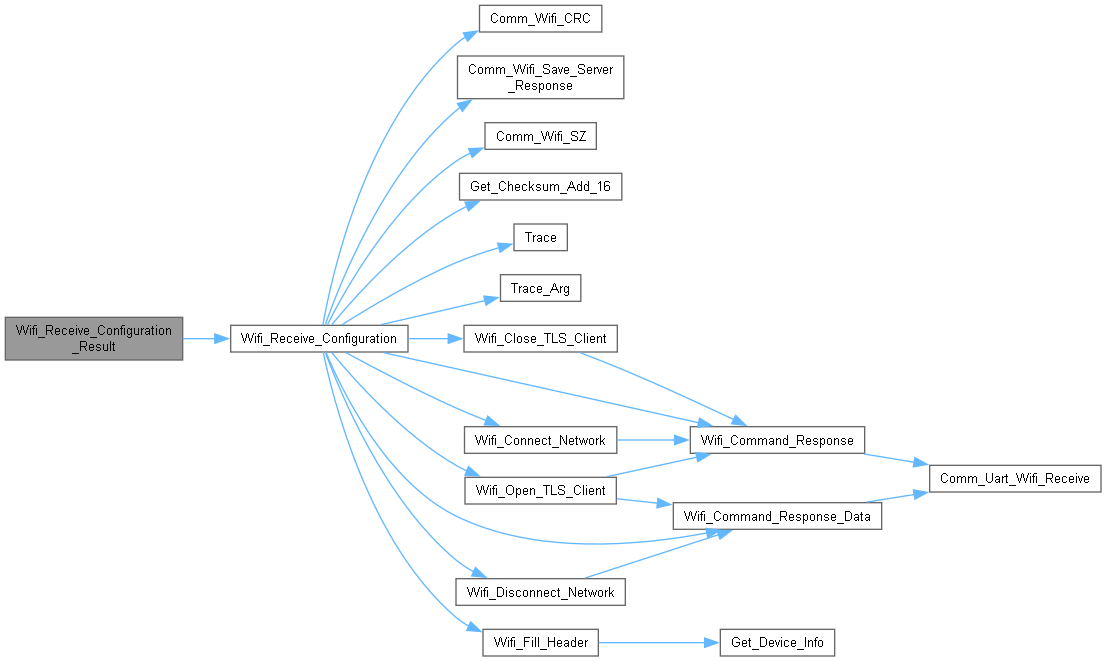 Comm_Wifi_CRC
Comm_Wifi_Save_Server
_Response
Comm_Wifi_SZ
Get_Checksum_Add_16
Trace
Trace_Arg
Wifi_Receive_Configuration
_Result
Wifi_Receive_Configuration
Wifi_Close_TLS_Client
Wifi_Connect_Network
Wifi_Command_Response
Wifi_Open_TLS_Client
Comm_Uart_Wifi_Receive
Wifi_Command_Response_Data
Wifi_Disconnect_Network
Wifi_Fill_Header
Get_Device_Info